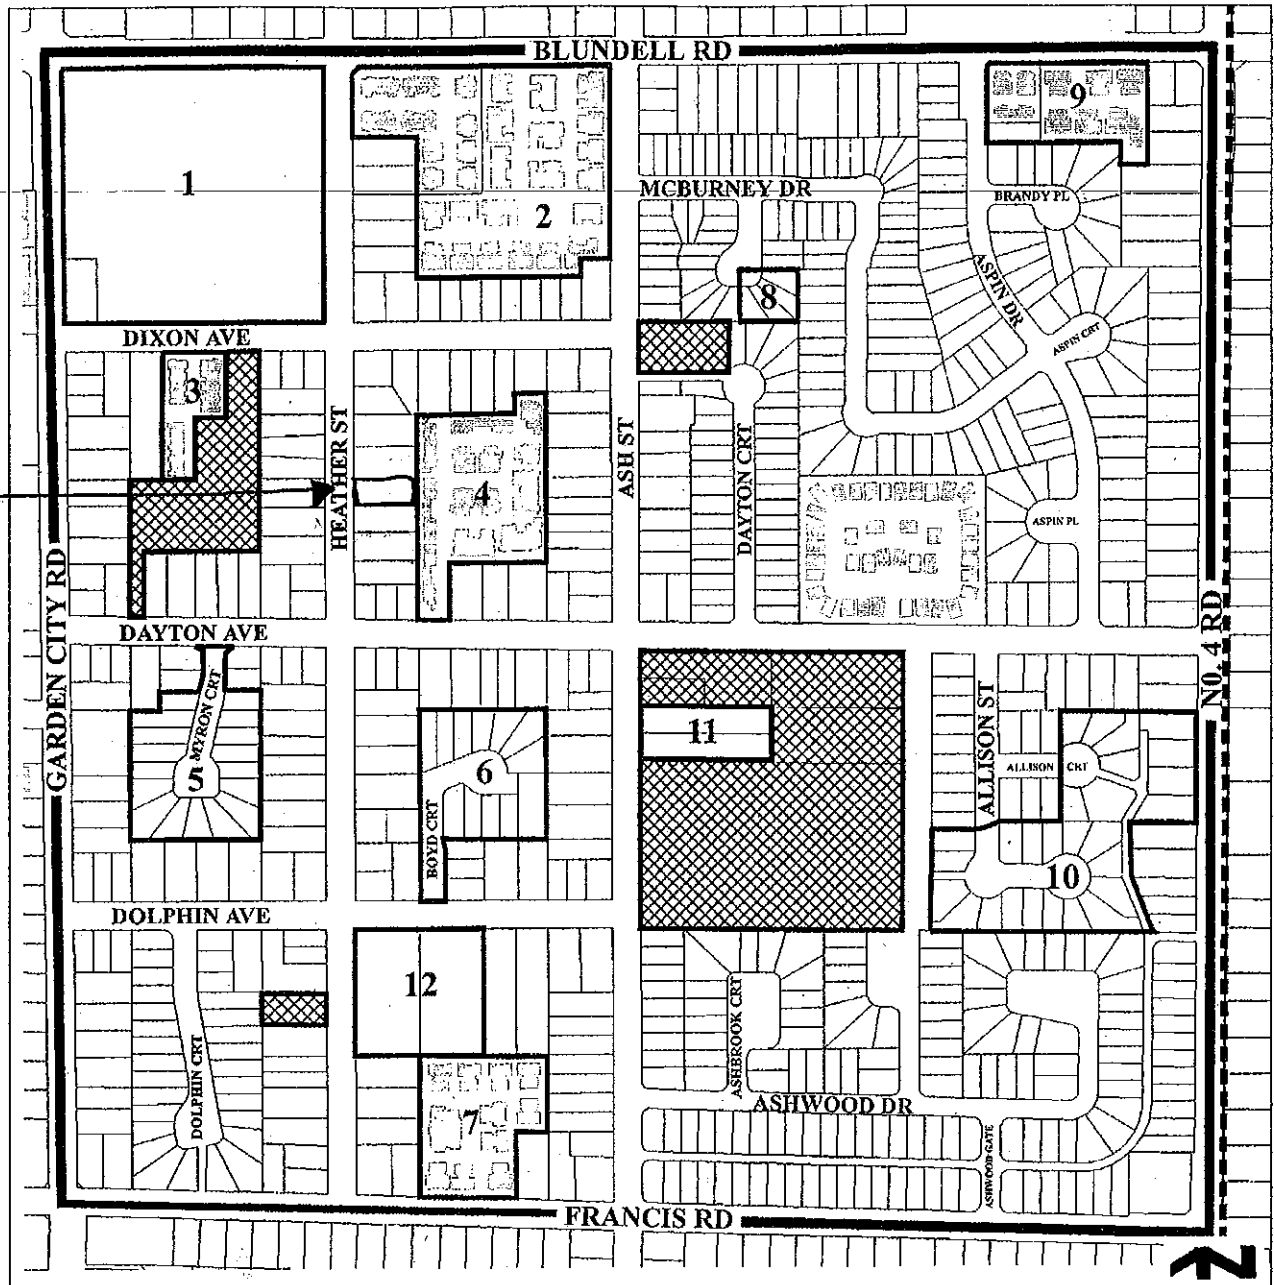 BLUNDELL RD
1
2
9
MCBURNEY DR
BRANDY PL
ASPIN DR
8
DIXON AVE
ASPIN CRT
3
HEATHER ST
4
ASH ST
DAYTON CRT
ASPIN PL
GARDEN CITY RD
DAYTON AVE
NO. 4 RD
MYRON CRT
5
6
BOYD CRT
11
ALLISON ST
ALLISON CRT
10
DOLPHIN AVE
12
DOLPHIN CRT
ASHBROOK CRT
7
ASHWOOD DR
ASHWOOD GATE
FRANCIS RD
N